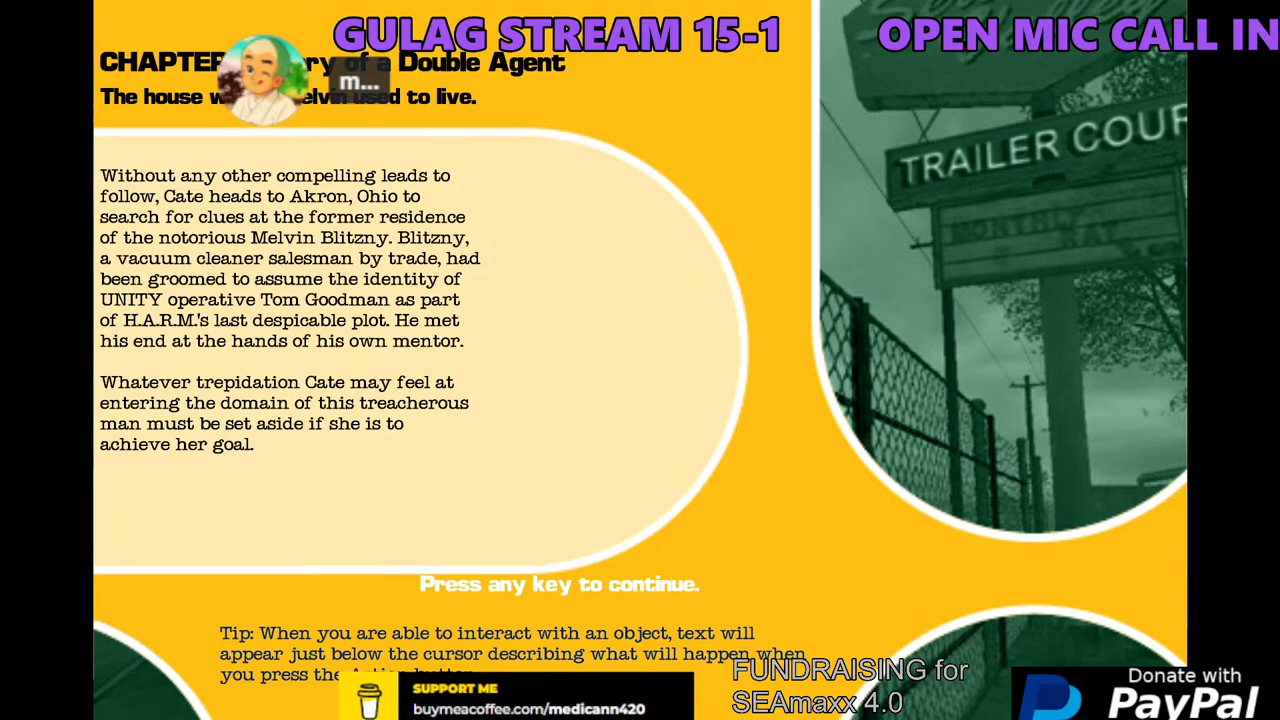 GULAG STREAM 15-1
OPEN MIC CALL IN
CHAPTER of a Double Agent
m...
The house used to live.
Without any other compelling leads to
follow, Cate heads to Akron, Ohio to
search for clues at the former residence
of the notorious Melvin Blitzny. Blitzny,
a vacuum cleaner salesman by trade, had
been groomed to assume the identity of
UNITY operative Tom Goodman as part
of H.A.R.M.'s last despicable plot. He met
his end at the hands of his own mentor.
Whatever trepidation Cate may feel at
entering the domain of this treacherous
man must be set aside if she is to
achieve her goal.
TRAILER COUR
MONTHLY
Press any key to continue.
Tip: When you are able to interact with an object, text will
appear just below the cursor describing what will happen when
you press the
FUNDRAISING for
SEAmaxx 4.0
SUPPORT ME
buymeacoffee.com/medicann420
Donate with
PayPal